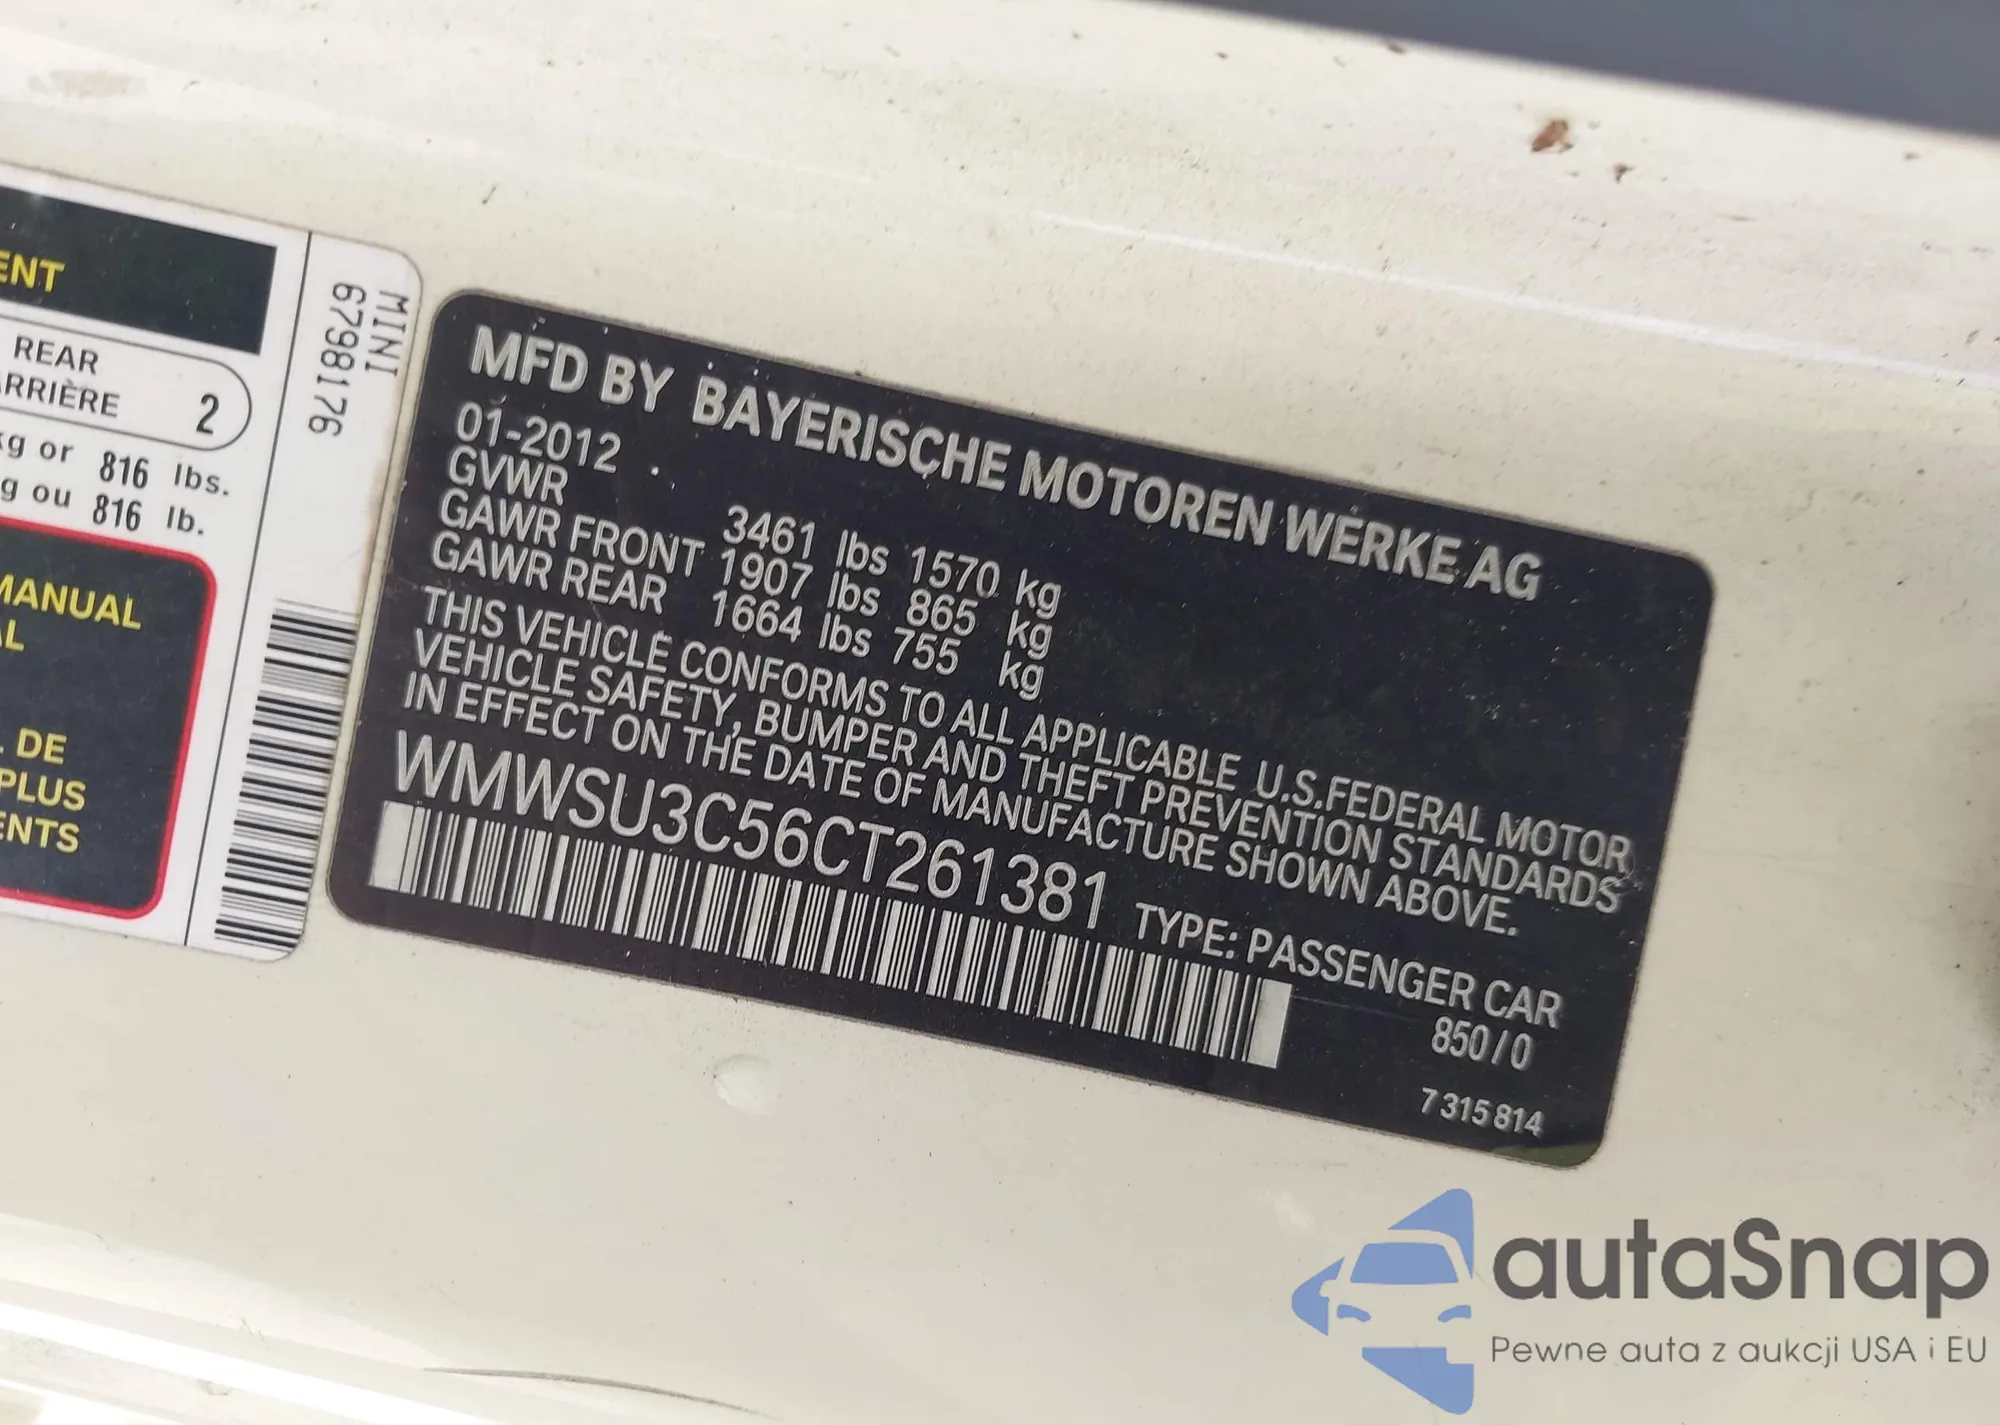 ENT
REAR
ARRIÈRE 2
kg or 816 lbs.
g ou 816 lb.
MANUAL
AL
DE
PLUS
ENTS
MINI
6798176
MFD BY BAYERISCHE MOTOREN WERKE AG
01-2012
GVWR 3461 lbs 1570 kg
GAWR FRONT 1907 lbs 865 kg
GAWR REAR 1664 lbs 755 kg
THIS VEHICLE CONFORMS TO ALL APPLICABLE U.S.FEDERAL MOTOR
VEHICLE SAFETY, BUMPER AND THEFT PREVENTION STANDARDS
IN EFFECT ON THE DATE OF MANUFACTURE SHOWN ABOVE.
WMWSU3C56CT261381 TYPE: PASSENGER CAR
850/0
7 315 814
autaSnap
Pewne auta z aukcji USA i EU